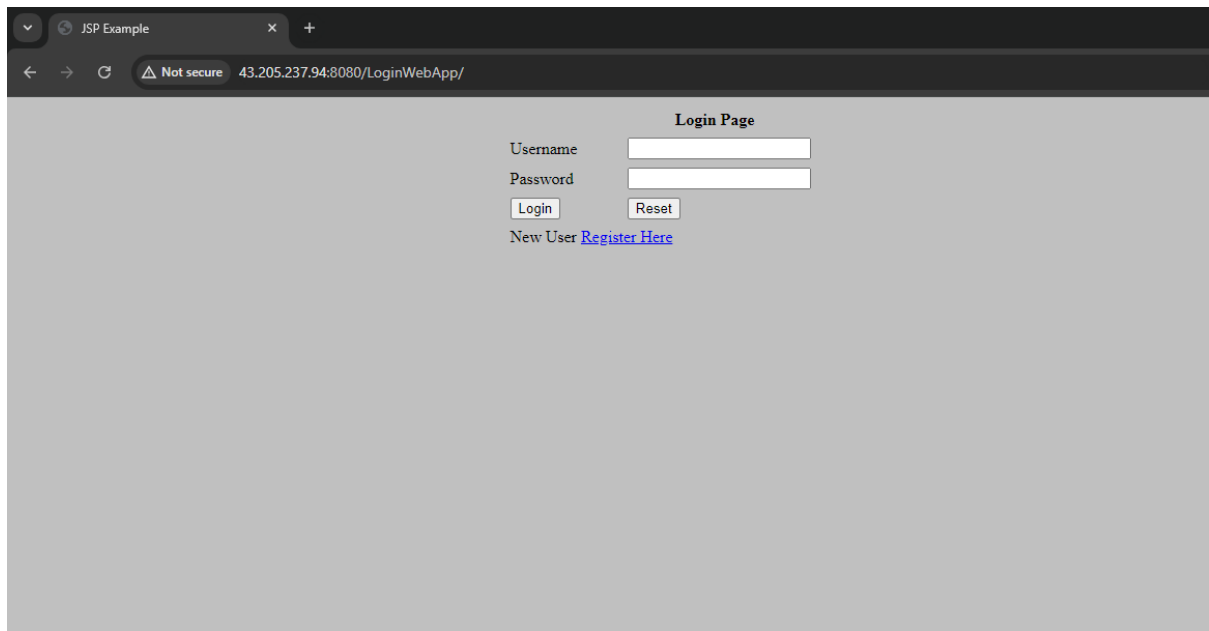 JSP Example
Not secure 43.205.237.94:8080/LoginWebApp/
Login Page
Username
Password
Login Reset
New User Register Here